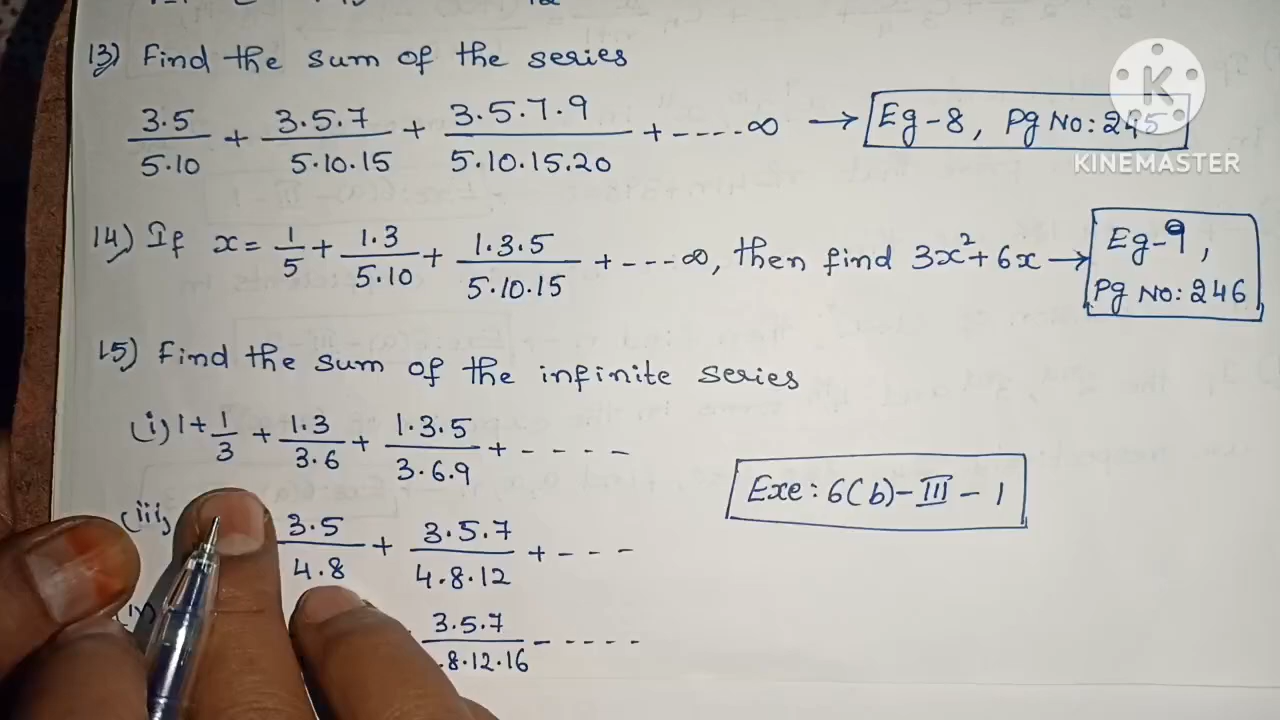 13) Find the sum of the series
3.5/5.10 + 3.5.7/5.10.15 + 3.5.7.9/5.10.15.20 + ----∞ → Eg-8, Pg No: 245
KINEMASTER
14) If x = 1/5 + 1.3/5.10 + 1.3.5/5.10.15 + ---∞, then find 3x²+6x → Eg-9, Pg No: 246
15) Find the sum of the infinite series
(i) 1 + 1/3 + 1.3/3.6 + 1.3.5/3.6.9 + -----
Exe: 6(b)-III-1
(iii) 3.5/4.8 + 3.5.7/4.8.12 + ---
(iv) 3.5.7/.8.12.16 - -----